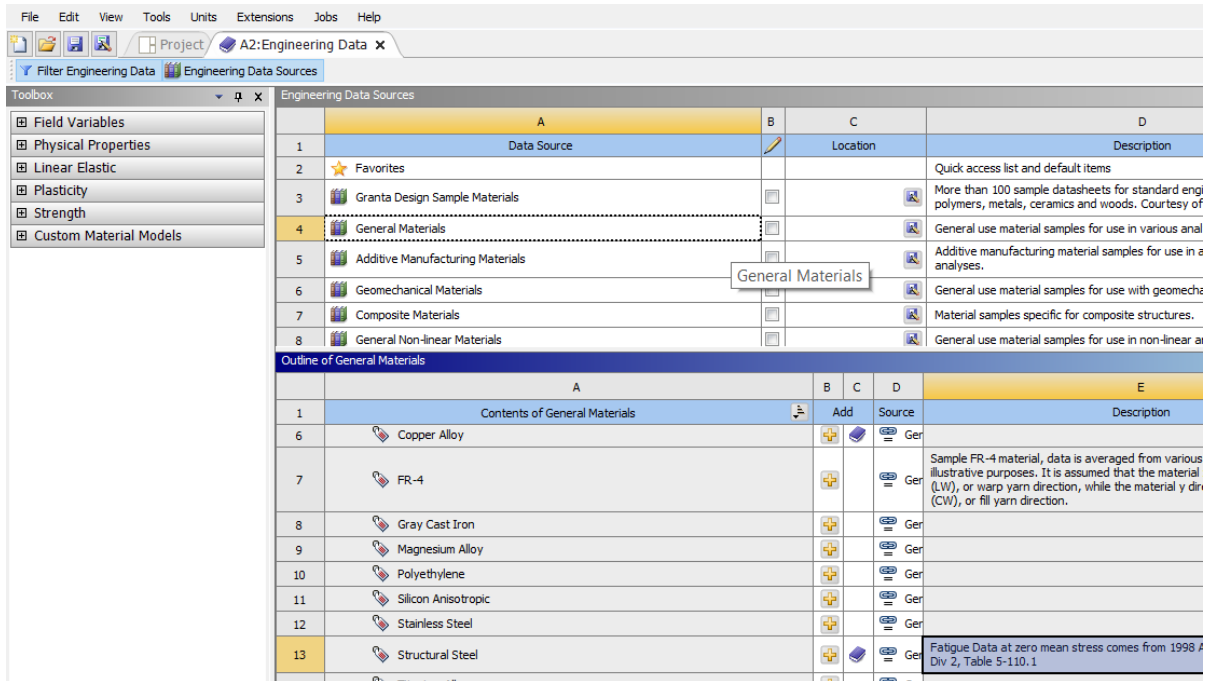 File Edit View Tools Units Extensions Jobs Help
Project A2:Engineering Data
Filter Engineering Data Engineering Data Sources
Toolbox
Field Variables
Physical Properties
Linear Elastic
Plasticity
Strength
Custom Material Models
Engineering Data Sources
A B C D
1 Data Source Location Description
2 Favorites Quick access list and default items
3 Granta Design Sample Materials More than 100 sample datasheets for standard engi
polymers, metals, ceramics and woods. Courtesy of
4 General Materials General use material samples for use in various anal
5 Additive Manufacturing Materials Additive manufacturing material samples for use in a
analyses.
General Materials
6 Geomechanical Materials General use material samples for use with geomecha
7 Composite Materials Material samples specific for composite structures.
8 General Non-linear Materials General use material samples for use in non-linear a
Outline of General Materials
A B C D E
1 Contents of General Materials Add Source Description
6 Copper Alloy Ger
7 FR-4 Ger Sample FR-4 material, data is averaged from various
illustrative purposes. It is assumed that the material
(LW), or warp yarn direction, while the material y dire
(CW), or fill yarn direction.
8 Gray Cast Iron Ger
9 Magnesium Alloy Ger
10 Polyethylene Ger
11 Silicon Anisotropic Ger
12 Stainless Steel Ger
13 Structural Steel Ger Fatigue Data at zero mean stress comes from 1998 A
Div 2, Table 5-110.1